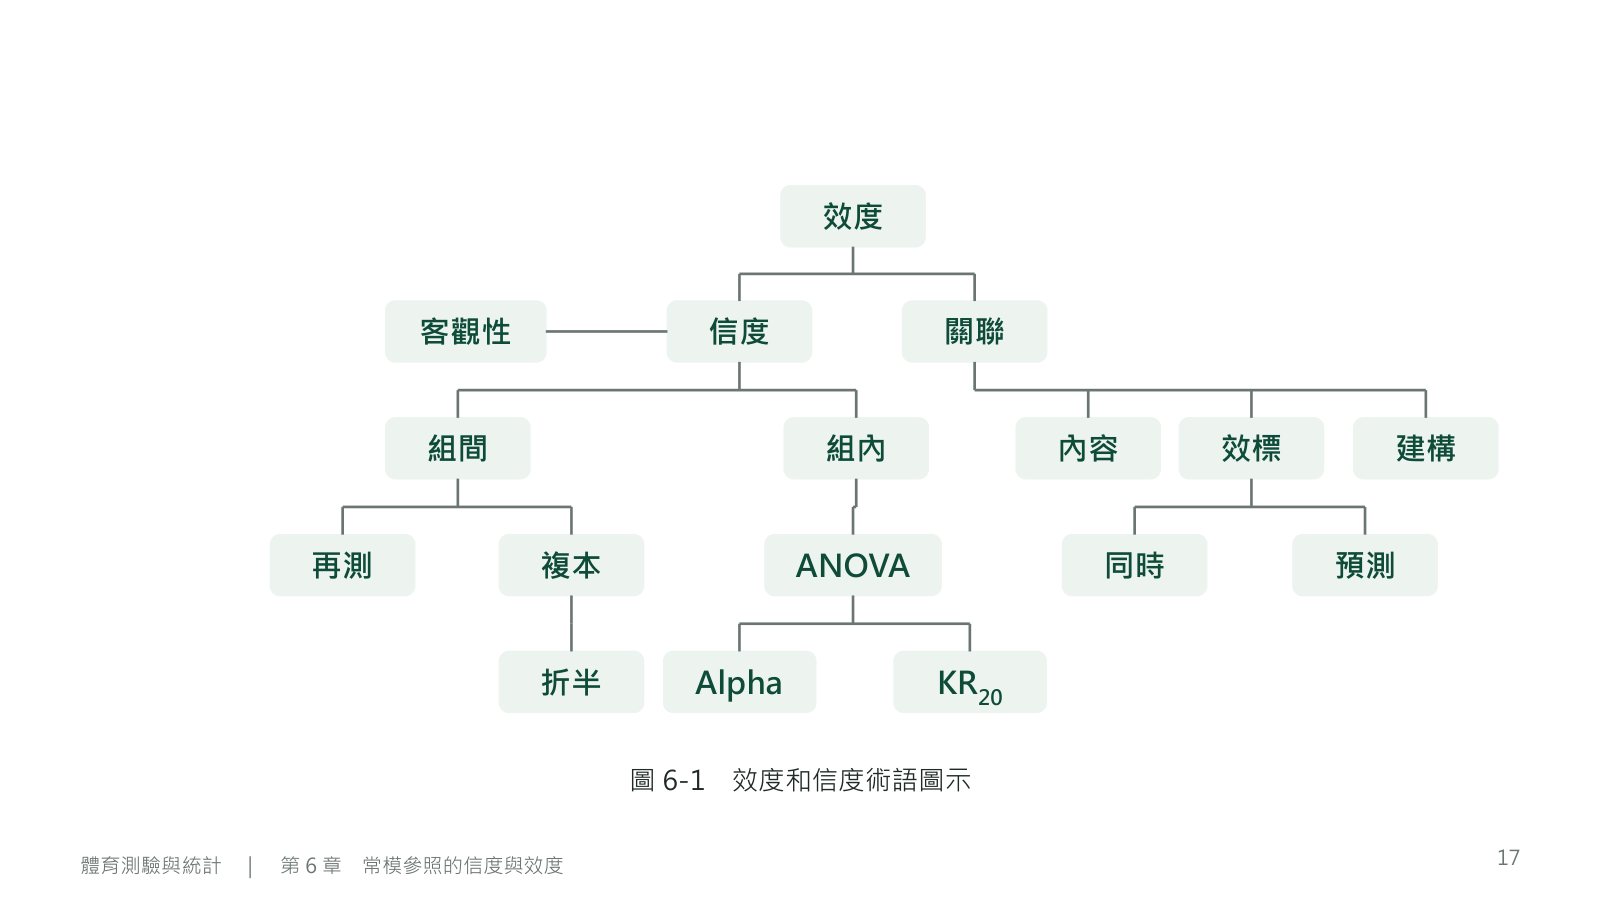 效度
客觀性
信度
關聯
組間
組內
內容
效標
建構
再測
複本
ANOVA
同時
預測
折半
Alpha
KR20
圖 6-1　效度和信度術語圖示
體育測驗與統計　|　第 6 章　常模參照的信度與效度
17